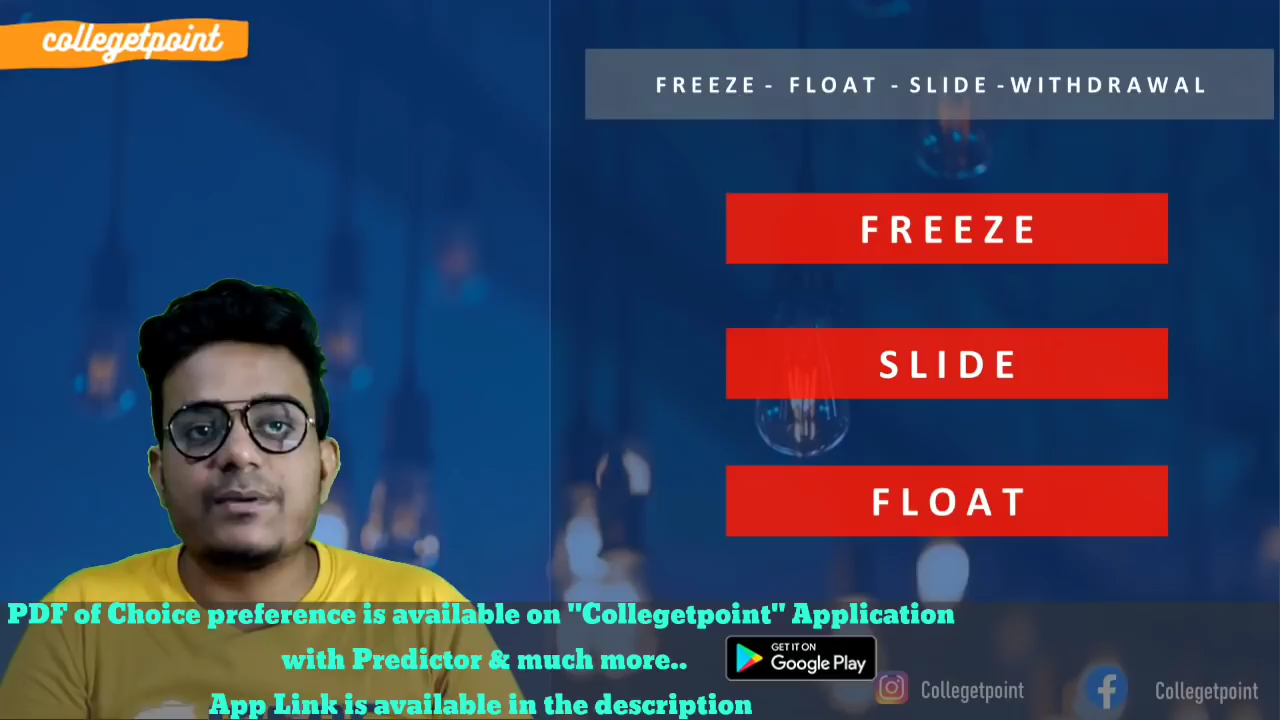 collegetpoint
FREEZE - FLOAT - SLIDE -WITHDRAWAL
FREEZE
SLIDE
FLOAT
PDF of Choice preference is available on "Collegetpoint" Application
with Predictor & much more..
GET IT ON
Google Play
Collegetpoint
Collegetpoint
App Link is available in the description